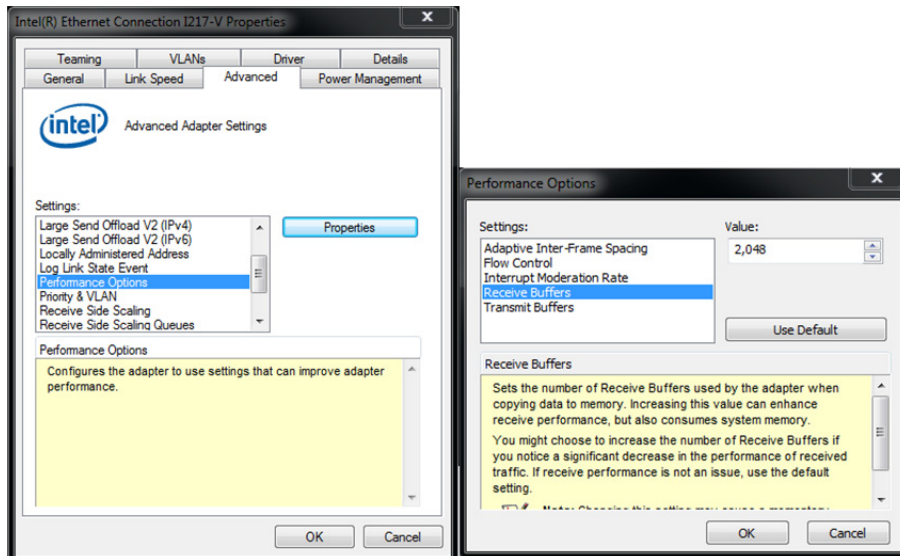 Intel(R) Ethernet Connection I217-V Properties
x
Teaming
VLANs
Driver
Details
General
Link Speed
Advanced
Power Management
intel
Advanced Adapter Settings
Settings:
Large Send Offload V2 (IPv4)
Large Send Offload V2 (IPv6)
Locally Administered Address
Log Link State Event
Performance Options
Priority & VLAN
Receive Side Scaling
Receive Side Scaling Queues
Properties
Performance Options
Configures the adapter to use settings that can improve adapter
performance.
OK
Cancel
Performance Options
x
Settings:
Adaptive Inter-Frame Spacing
Flow Control
Interrupt Moderation Rate
Receive Buffers
Transmit Buffers
Value:
2,048
Use Default
Receive Buffers
Sets the number of Receive Buffers used by the adapter when
copying data to memory. Increasing this value can enhance
receive performance, but also consumes system memory.
You might choose to increase the number of Receive Buffers if
you notice a significant decrease in the performance of received
traffic. If receive performance is not an issue, use the default
setting.
Note: Changing this setting may cause a momentary
OK
Cancel